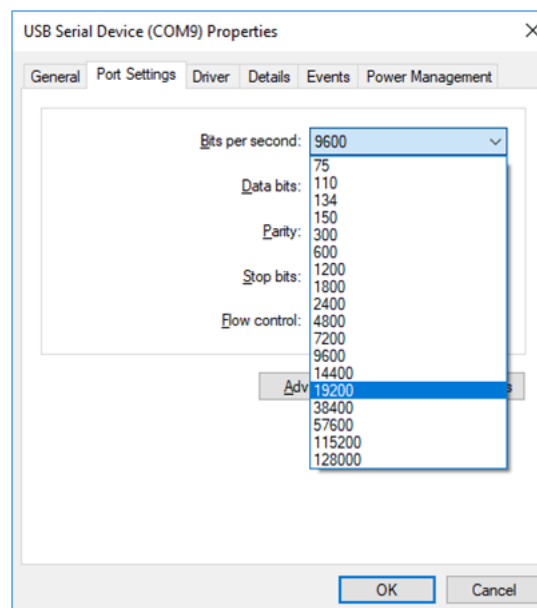 USB Serial Device (COM9) Properties
General Port Settings Driver Details Events Power Management
Bits per second: 9600
75
Data bits:
110
134
150
Parity:
300
600
1200
Stop bits:
1800
2400
Flow control:
4800
7200
9600
14400
Adv
19200
s
38400
57600
115200
128000
OK Cancel